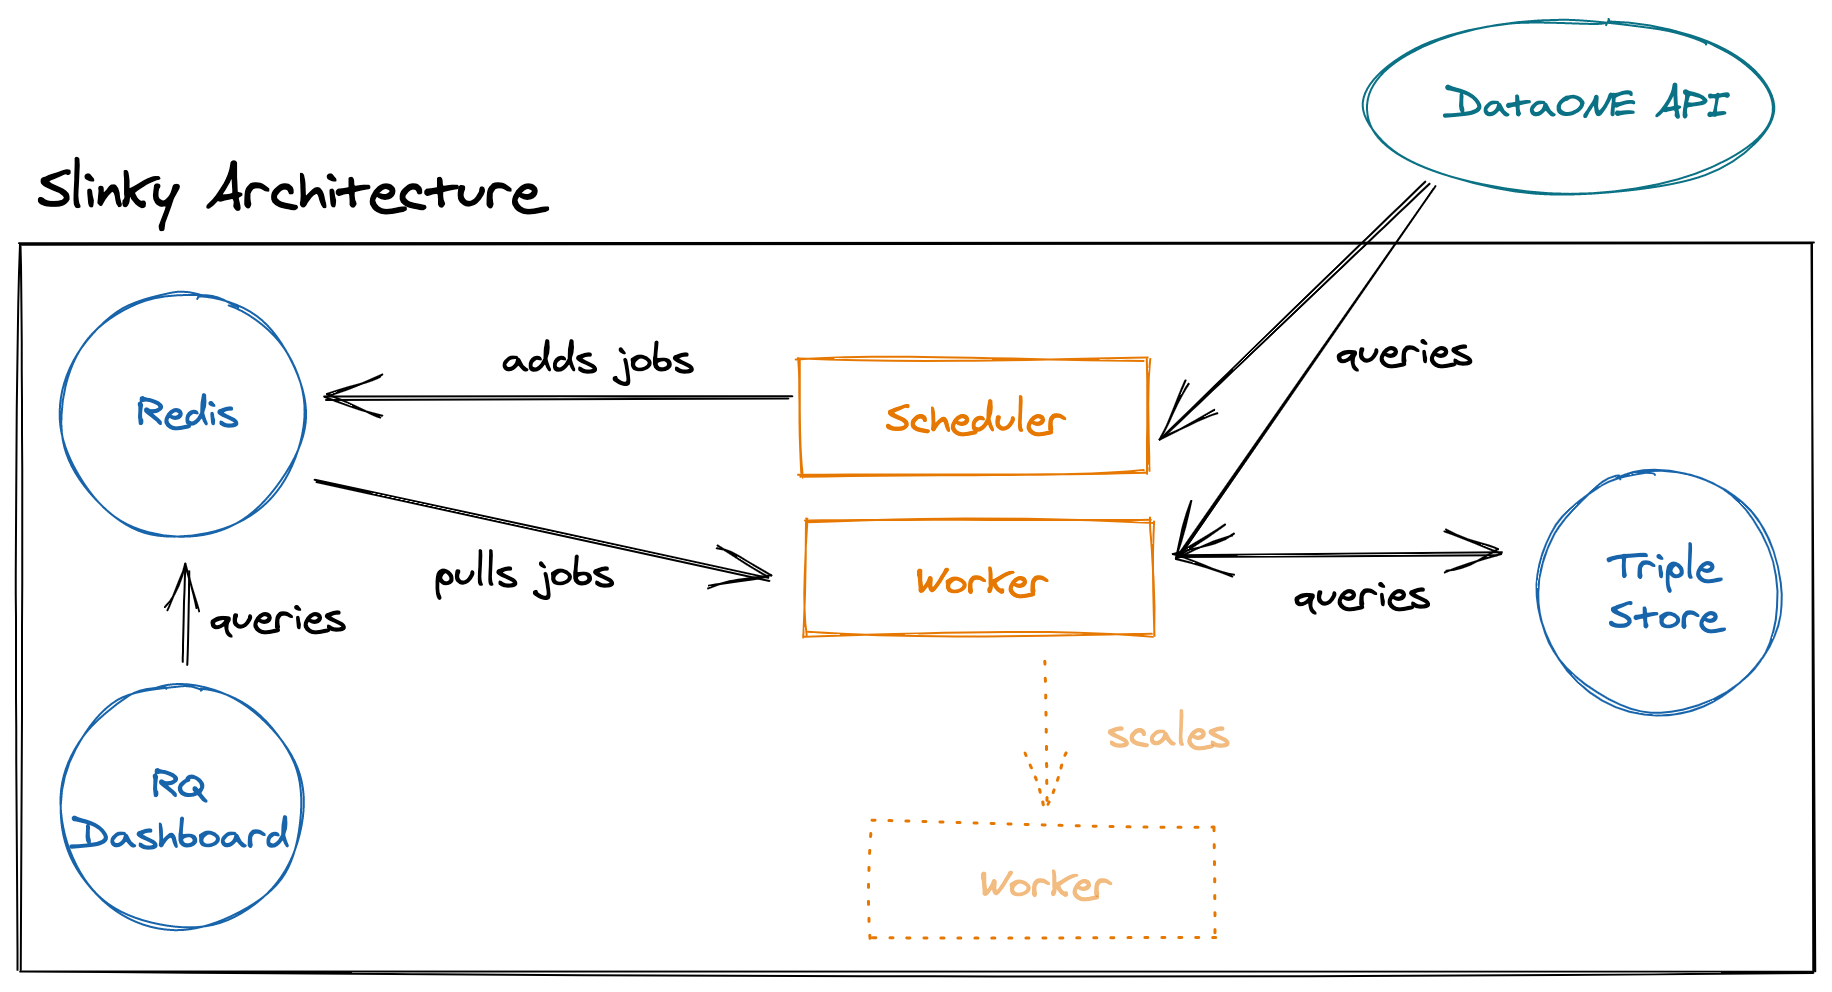 DataONE API
Slinky Architecture
adds jobs
queries
Redis
Scheduler
pulls jobs
Worker
queries
Triple
Store
queries
scales
RQ
Dashboard
Worker